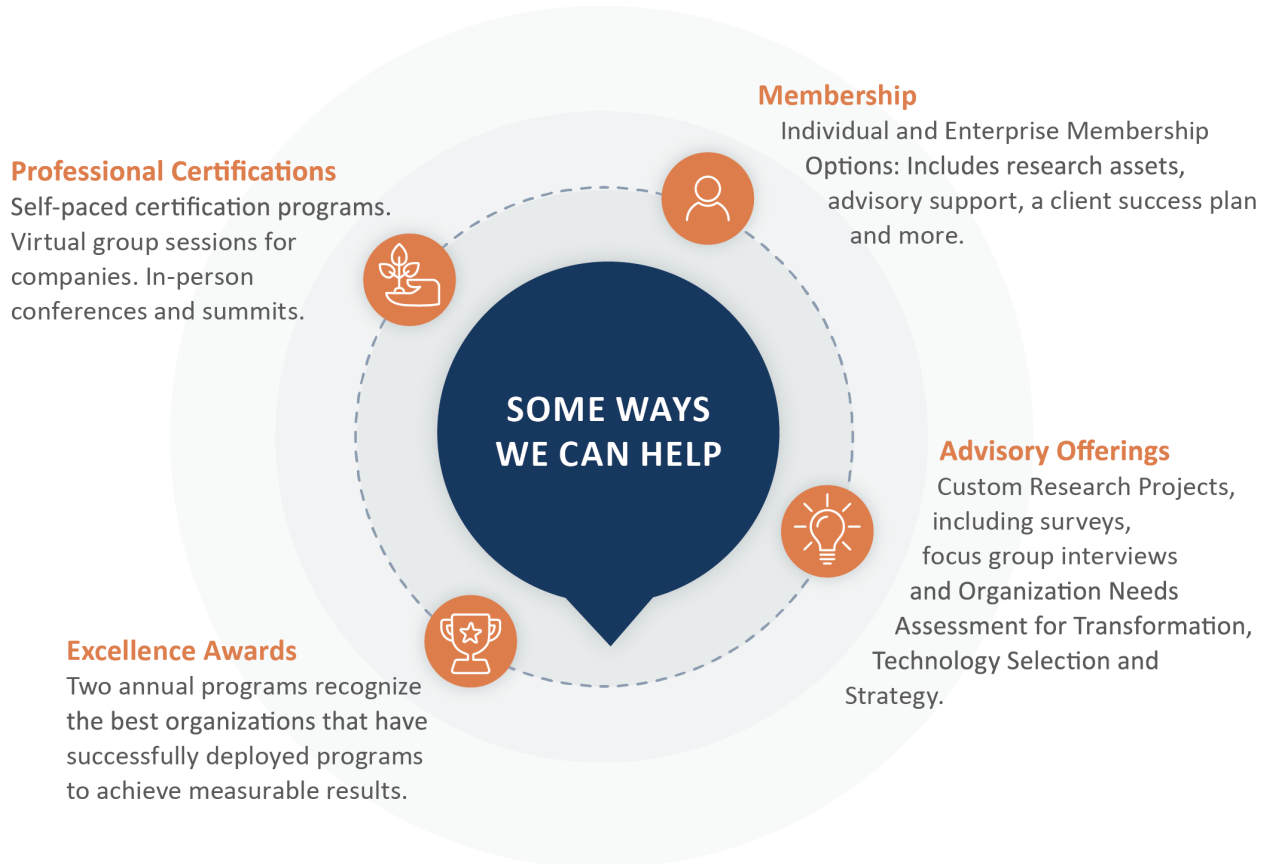 Membership
Individual and Enterprise Membership
Options: Includes research assets,
advisory support, a client success plan
and more.
Professional Certifications
Self-paced certification programs.
Virtual group sessions for
companies. In-person
conferences and summits.
SOME WAYS
WE CAN HELP
Advisory Offerings
Custom Research Projects,
including surveys,
focus group interviews
and Organization Needs
Assessment for Transformation,
Technology Selection and
Strategy.
Excellence Awards
Two annual programs recognize
the best organizations that have
successfully deployed programs
to achieve measurable results.